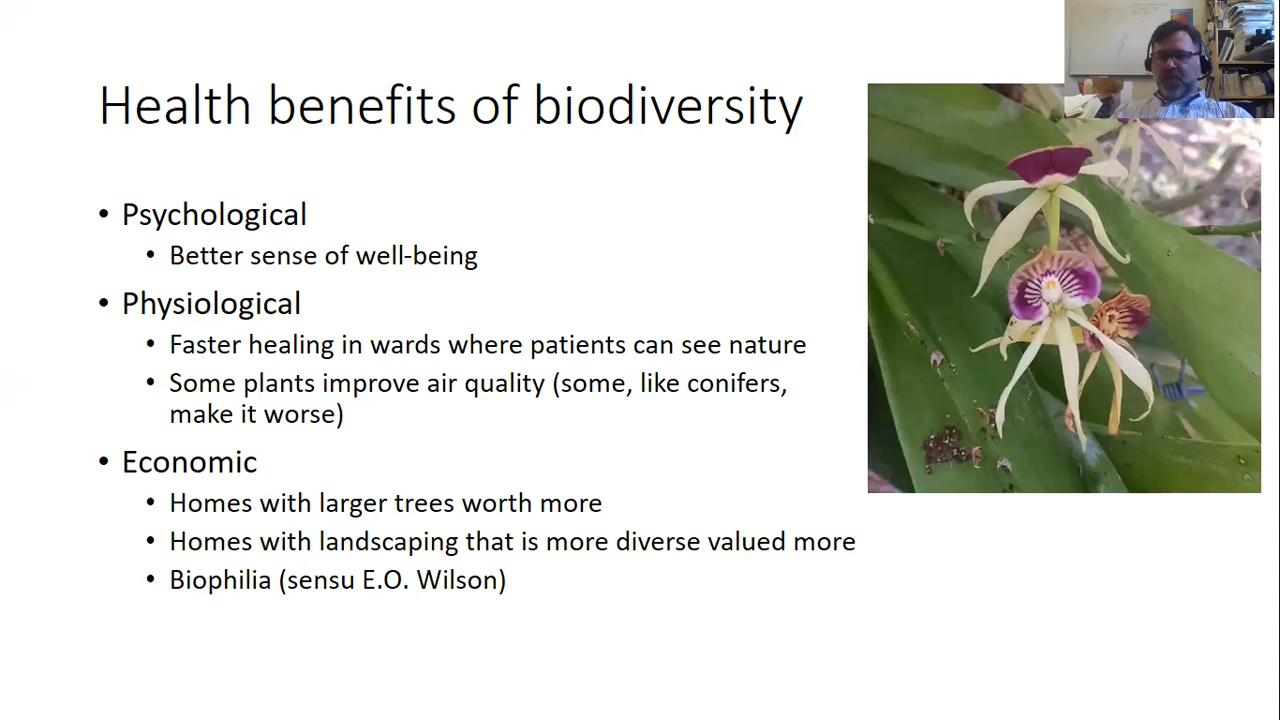 Health benefits of biodiversity
• Psychological
• Better sense of well-being
• Physiological
• Faster healing in wards where patients can see nature
• Some plants improve air quality (some, like conifers,
make it worse)
• Economic
• Homes with larger trees worth more
• Homes with landscaping that is more diverse valued more
• Biophilia (sensu E.O. Wilson)